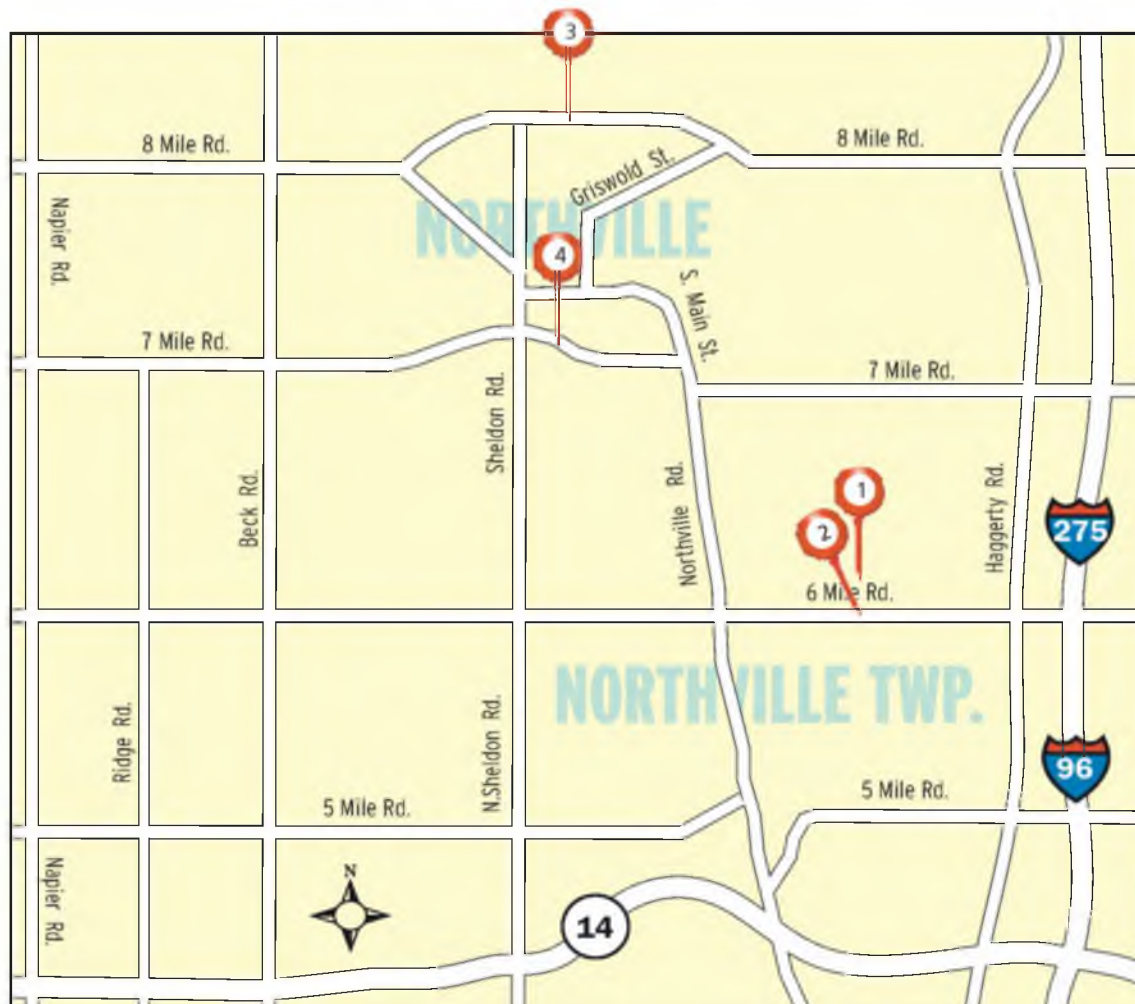 3
8 Mile Rd.
8 Mile Rd.
Griswold St.
Napier Rd.
NORTHVILLE
4
S. Main St.
7 Mile Rd.
7 Mile Rd.
Sheldon Rd.
Beck Rd.
Northville Rd.
Haggerty Rd.
1
2
275
6 Mile Rd.
NORTHVILLE TWP.
Ridge Rd.
N.Sheldon Rd.
96
5 Mile Rd.
5 Mile Rd.
Napier Rd.
N
14